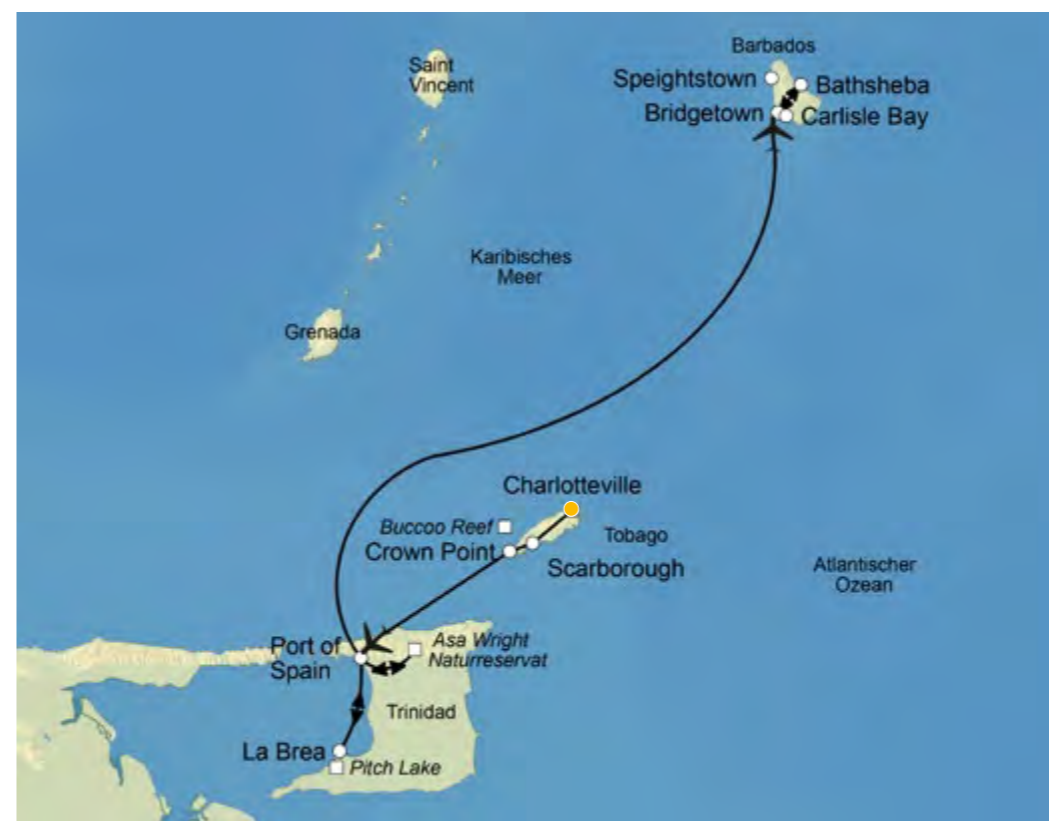 Barbados
Saint
Vincent
Speightstown
Bathsheba
Bridgetown
Carlisle Bay
Karibisches
Meer
Grenada
Charlotteville
Buccoo Reef
Tobago
Crown Point
Scarborough
Atlantischer
Ozean
Port of
Spain
Asa Wright
Naturreservat
Trinidad
La Brea
Pitch Lake